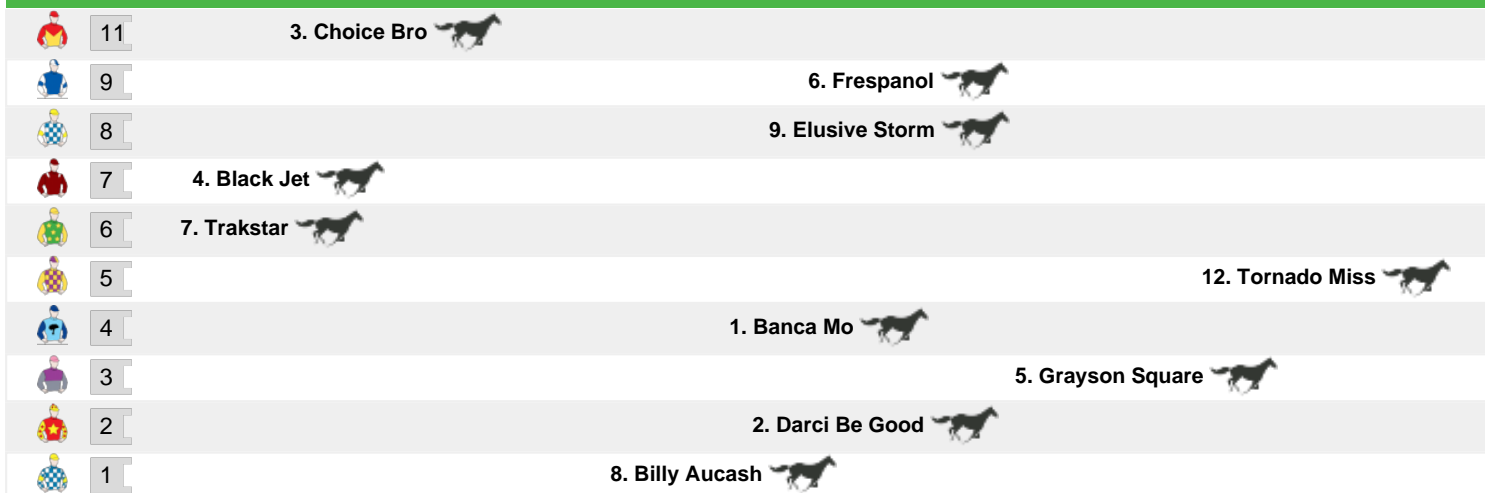 11 3. Choice Bro
9 6. Frespanol
8 9. Elusive Storm
7 4. Black Jet
6 7. Trakstar
5 12. Tornado Miss
4 1. Banca Mo
3 5. Grayson Square
2 2. Darci Be Good
1 8. Billy Aucash